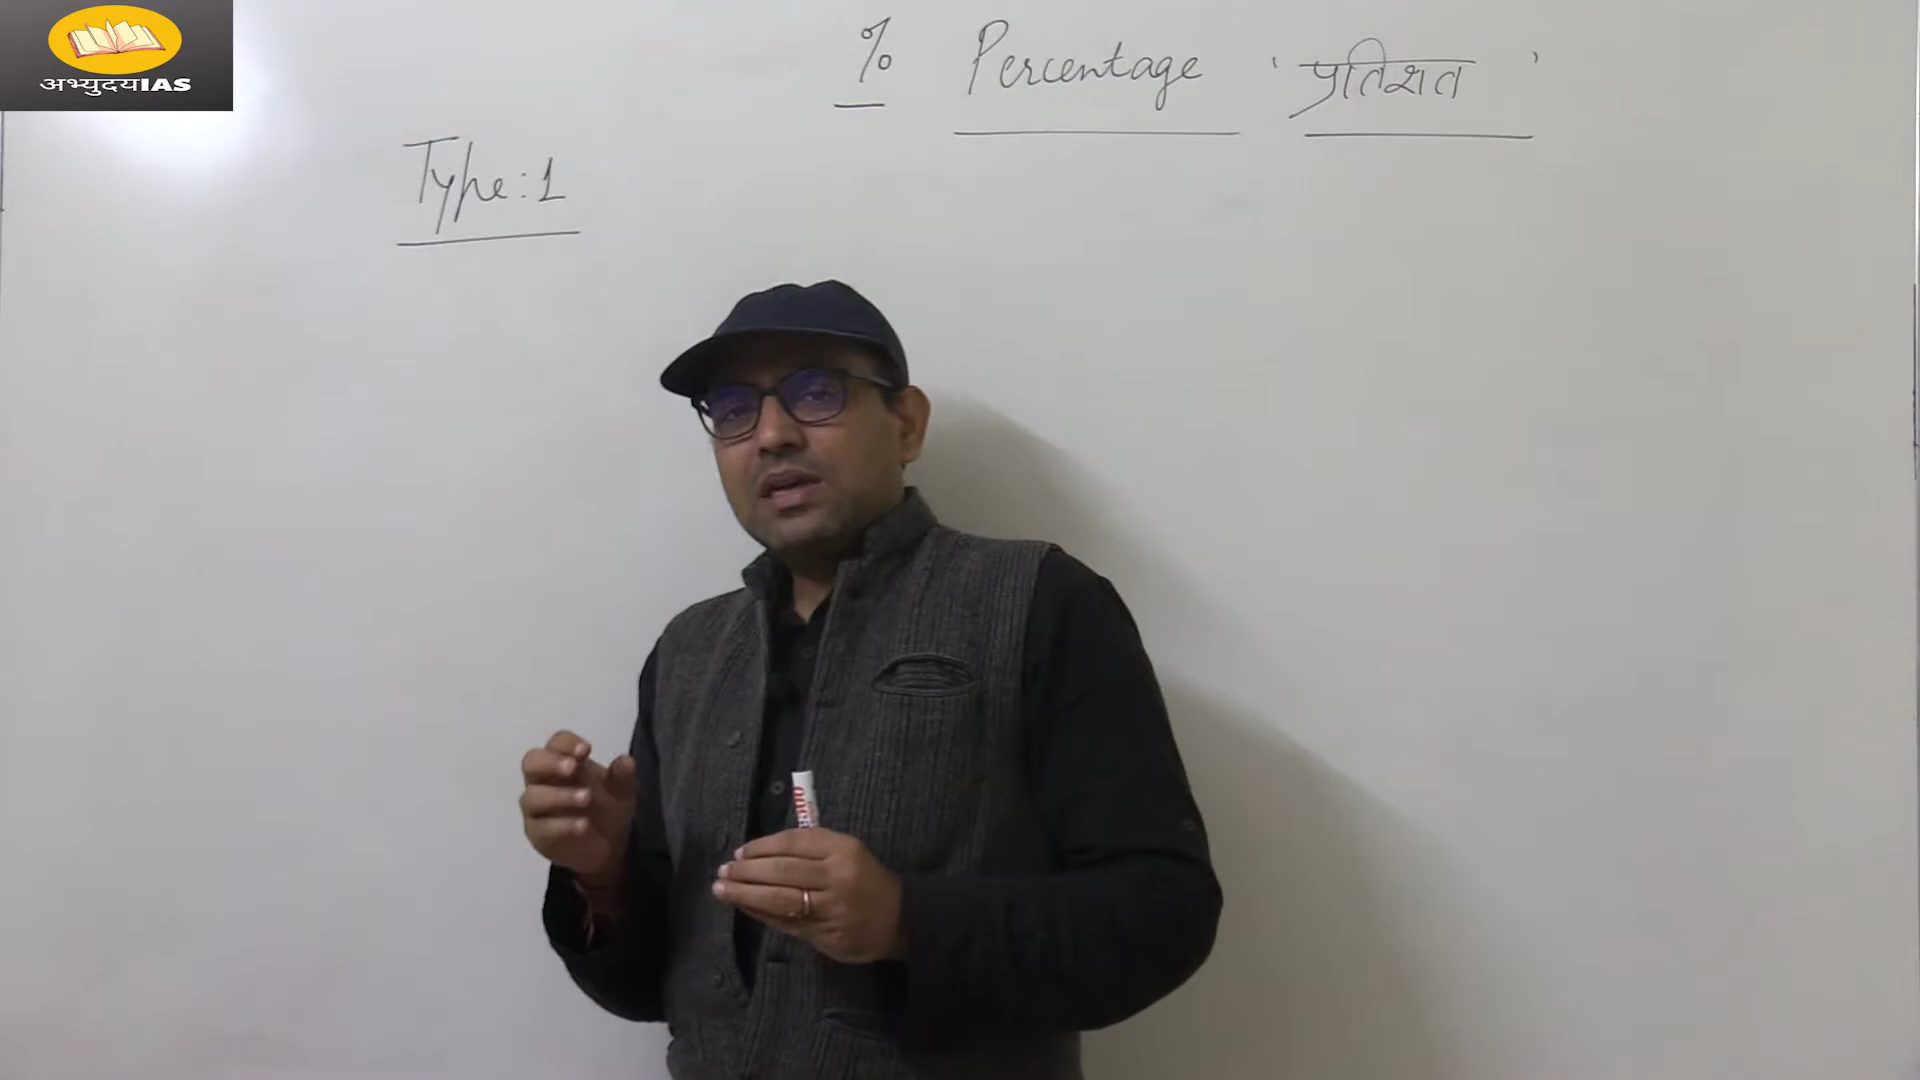 अभ्युदयIAS
% Percentage ' प्रतिशत '
Type:1